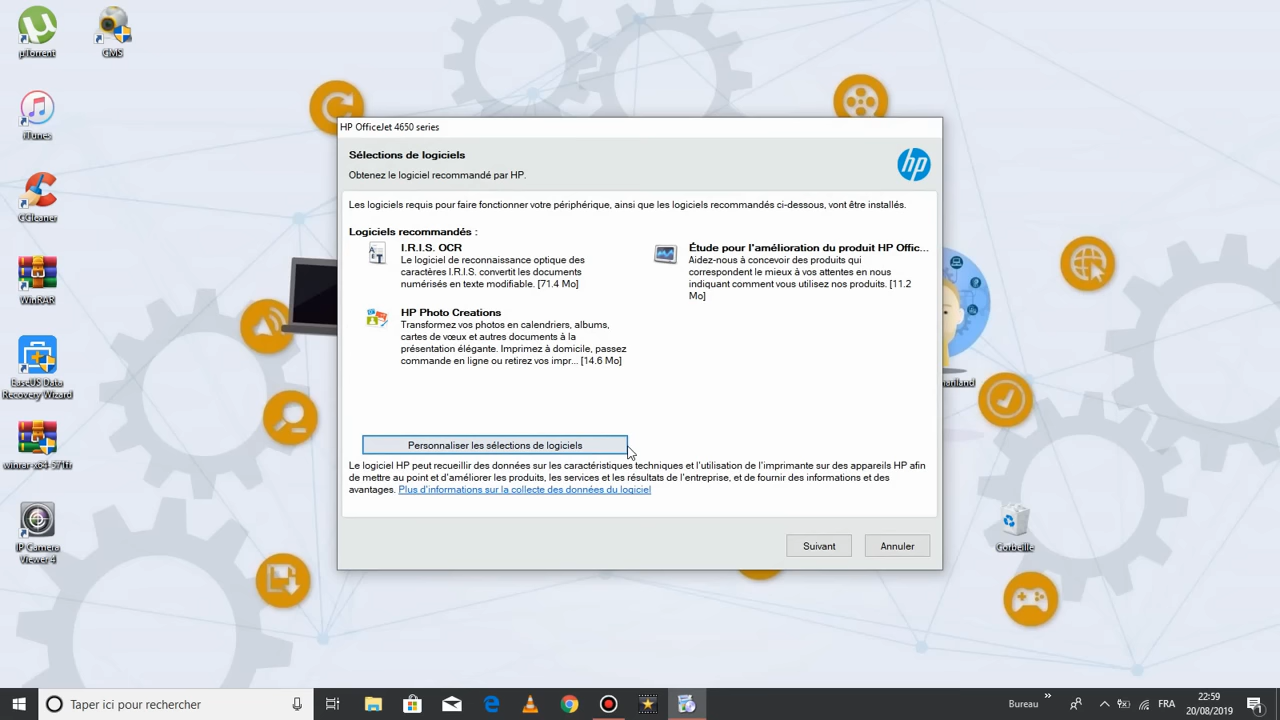 µTorrent
CMS
iTunes
CCleaner
WinRAR
EaseUS Data
Recovery Wizard
winrar-x64-571fr
IP Camera
Viewer 4
HP OfficeJet 4650 series
Sélections de logiciels
Obtenez le logiciel recommandé par HP.
hp
Les logiciels requis pour faire fonctionner votre périphérique, ainsi que les logiciels recommandés ci-dessous, vont être installés.
Logiciels recommandés :
I.R.I.S. OCR
Le logiciel de reconnaissance optique des
caractères I.R.I.S. convertit les documents
numérisés en texte modifiable. [71.4 Mo]
HP Photo Creations
Transformez vos photos en calendriers, albums,
cartes de vœux et autres documents à la
présentation élégante. Imprimez à domicile, passez
commande en ligne ou retirez vos impr... [14.6 Mo]
Étude pour l'amélioration du produit HP Offic...
Aidez-nous à concevoir des produits qui
correspondent le mieux à vos attentes en nous
indiquant comment vous utilisez nos produits. [11.2
Mo]
Personnaliser les sélections de logiciels
Le logiciel HP peut recueillir des données sur les caractéristiques techniques et l'utilisation de l'imprimante sur des appareils HP afin
de mettre au point et d'améliorer les produits, les services et les résultats de l'entreprise, et de fournir des informations et des
avantages. Plus d'informations sur la collecte des données du logiciel
Suivant
Annuler
Corbeille
Taper ici pour rechercher
Bureau
»
FRA
22:59
20/08/2019
1